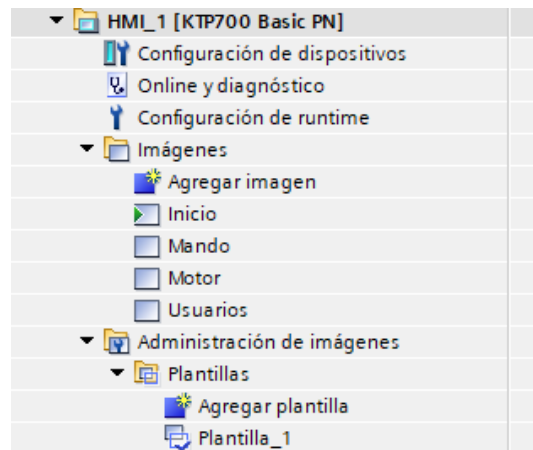 HMI_1 [KTP700 Basic PN]
Configuración de dispositivos
Online y diagnóstico
Configuración de runtime
Imágenes
Agregar imagen
Inicio
Mando
Motor
Usuarios
Administración de imágenes
Plantillas
Agregar plantilla
Plantilla_1